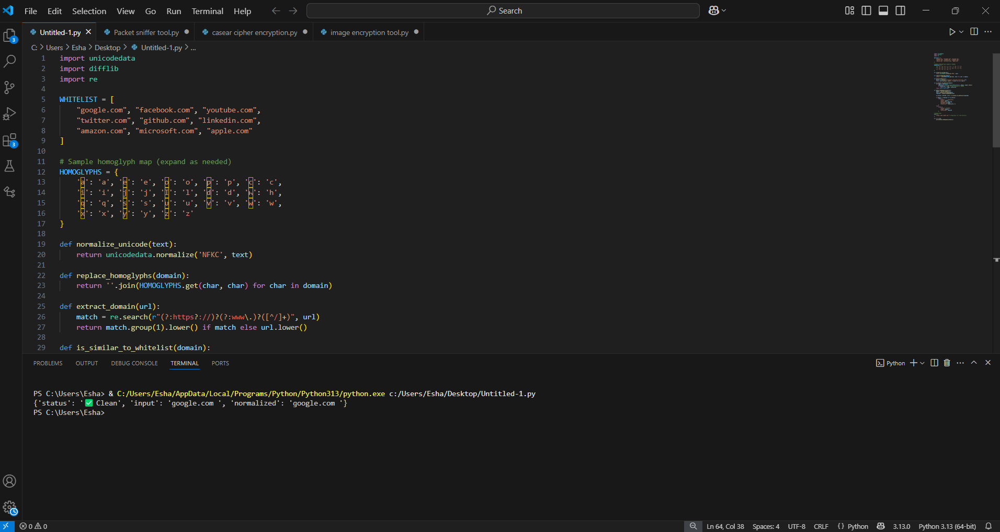 File Edit Selection View Go Run Terminal Help
Search
Untitled-1.py
Packet sniffer tool.py
casear cipher encryption.py
image encryption tool.py
C: > Users > Esha > Desktop > Untitled-1.py > ...
1 import unicodedata
2 import difflib
3 import re
4
5 WHITELIST = [
6 "google.com", "facebook.com", "youtube.com",
7 "twitter.com", "github.com", "linkedin.com",
8 "amazon.com", "microsoft.com", "apple.com"
9 ]
10
11 # Sample homoglyph map (expand as needed)
12 HOMOGLYPHS = {
13 'а': 'a', 'е': 'e', 'о': 'o', 'р': 'p', 'с': 'c',
14 'і': 'i', 'ј': 'j', 'Ӏ': 'l', 'ԁ': 'd', 'һ': 'h',
15 'ԛ': 'q', 'ѕ': 's', 'υ': 'u', 'ν': 'v', 'ԝ': 'w',
16 'х': 'x', 'у': 'y', 'ᴢ': 'z'
17 }
18
19 def normalize_unicode(text):
20 return unicodedata.normalize('NFKC', text)
21
22 def replace_homoglyphs(domain):
23 return ''.join(HOMOGLYPHS.get(char, char) for char in domain)
24
25 def extract_domain(url):
26 match = re.search(r"(?:https?://)?(?:www\.)?([^/]+)", url)
27 return match.group(1).lower() if match else url.lower()
28
29 def is_similar_to_whitelist(domain):
PROBLEMS OUTPUT DEBUG CONSOLE TERMINAL PORTS
Python
PS C:\Users\Esha> & C:/Users/Esha/AppData/Local/Programs/Python/Python313/python.exe c:/Users/Esha/Desktop/Untitled-1.py
{'status': '✅ Clean', 'input': 'google.com ', 'normalized': 'google.com '}
PS C:\Users\Esha>
3
3
0 0 Ln 64, Col 38 Spaces: 4 UTF-8 CRLF {} Python 3.13.0 Python 3.13 (64-bit)